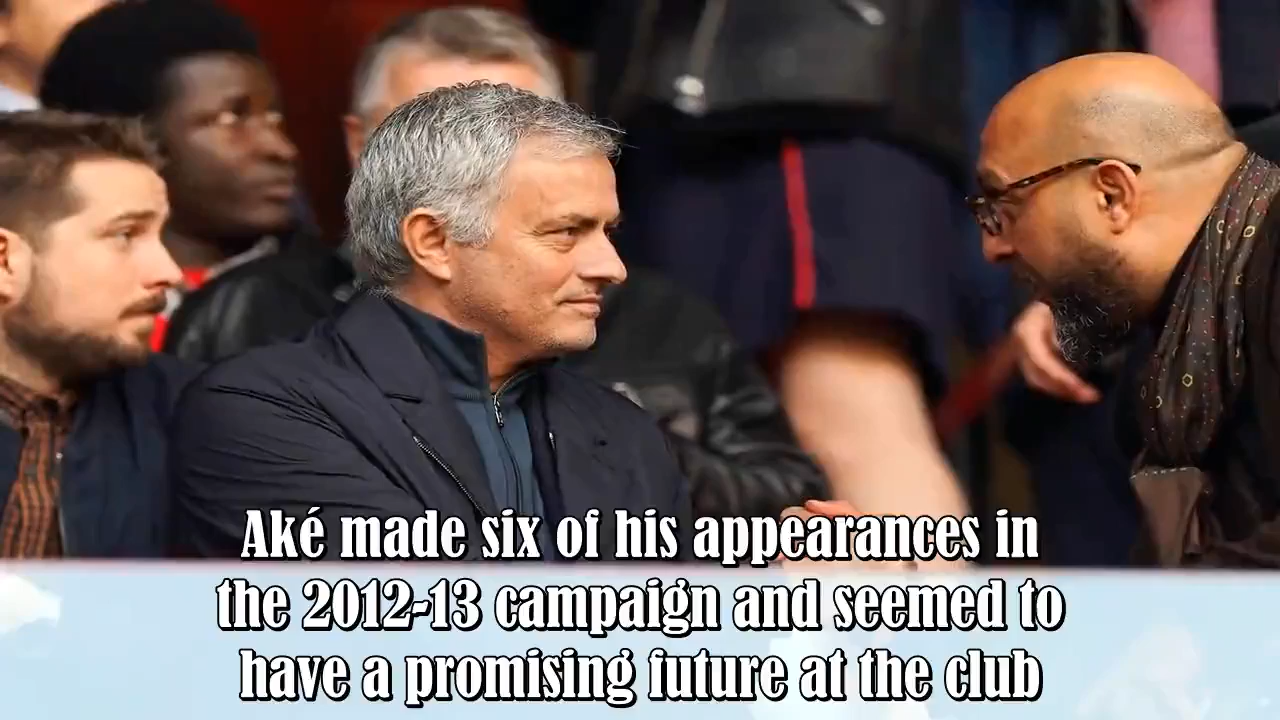 Aké made six of his appearances in
the 2012-13 campaign and seemed to
have a promising future at the club